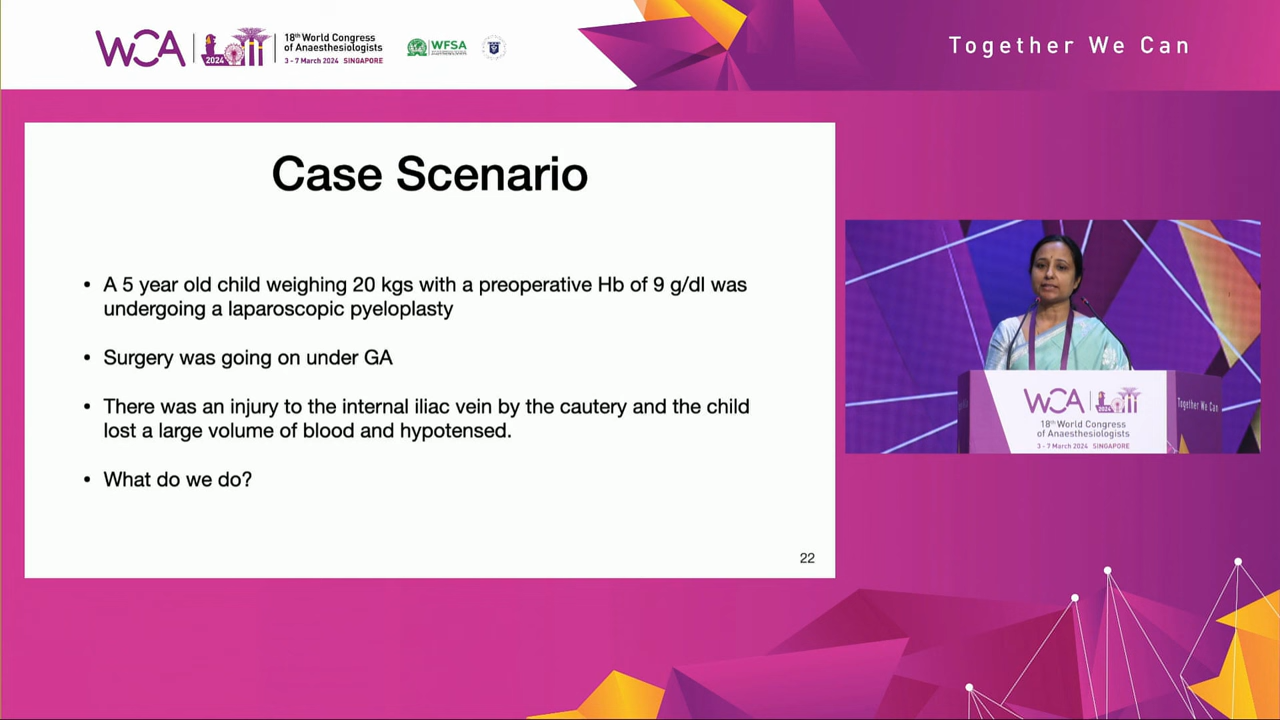 WCA
2024
18th World Congress
of Anaesthesiologists
3 - 7 March 2024 SINGAPORE
WFSA
Together We Can
Case Scenario
• A 5 year old child weighing 20 kgs with a preoperative Hb of 9 g/dl was
undergoing a laparoscopic pyeloplasty
• Surgery was going on under GA
• There was an injury to the internal iliac vein by the cautery and the child
lost a large volume of blood and hypotensed.
• What do we do?
22
WCA
2024
18th World Congress
of Anaesthesiologists
3 - 7 March 2024 SINGAPORE
Together We Can